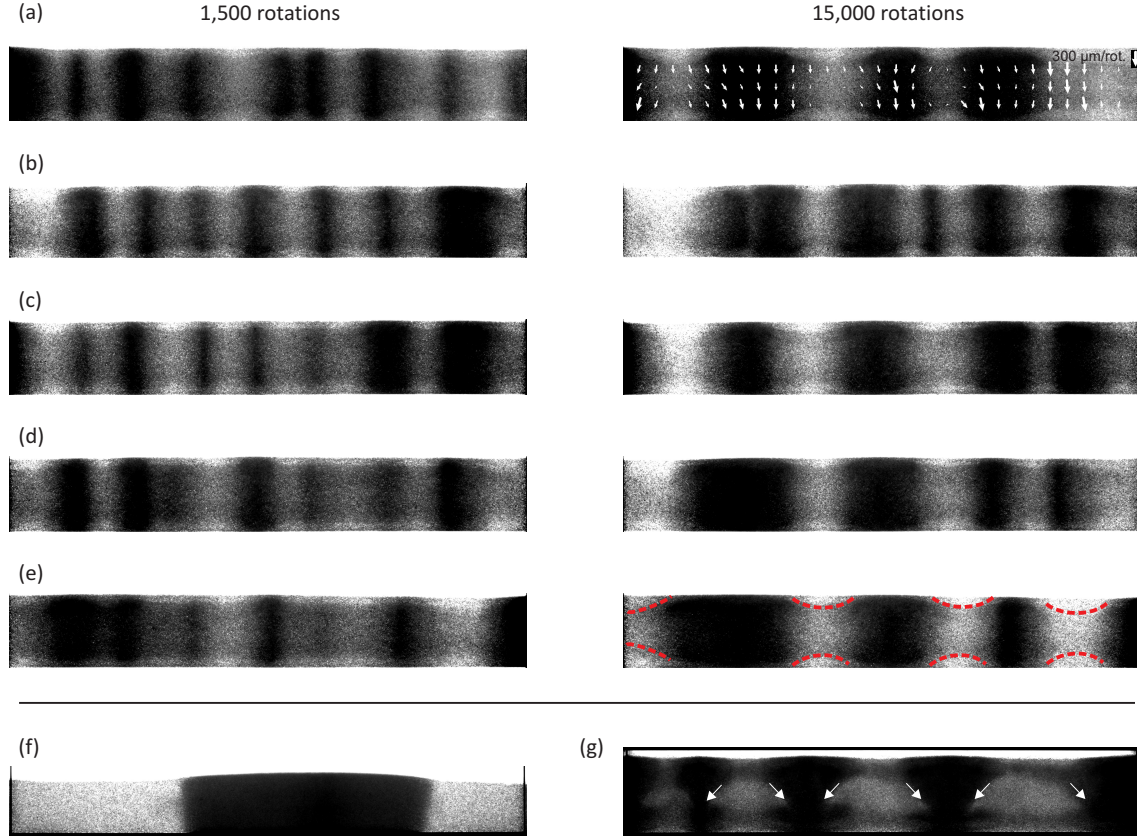 (a)
1,500 rotations
15,000 rotations
300 μm/rot.
(b)
(c)
(d)
(e)
(f)
(g)